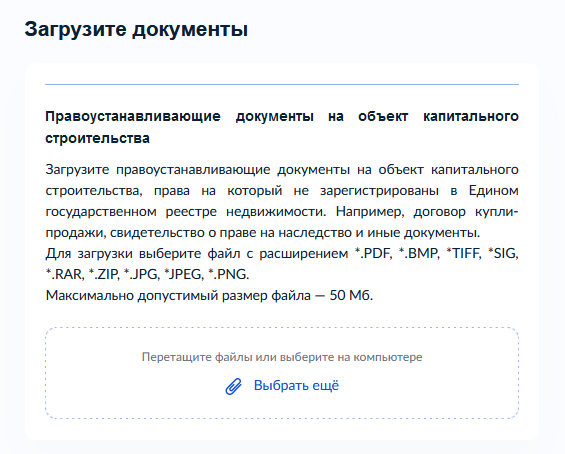 Загрузите документы
Правоустанавливающие документы на объект капитального
строительства
Загрузите правоустанавливающие документы на объект капитального
строительства, права на который не зарегистрированы в Едином
государственном реестре недвижимости. Например, договор купли-
продажи, свидетельство о праве на наследство и иные документы.
Для загрузки выберите файл с расширением *.PDF, *.BMP, *TIFF, *SIG,
*.RAR, *.ZIP, *.JPG, *JPEG, *.PNG.
Максимально допустимый размер файла — 50 Мб.
Перетащите файлы или выберите на компьютере
Выбрать ещё